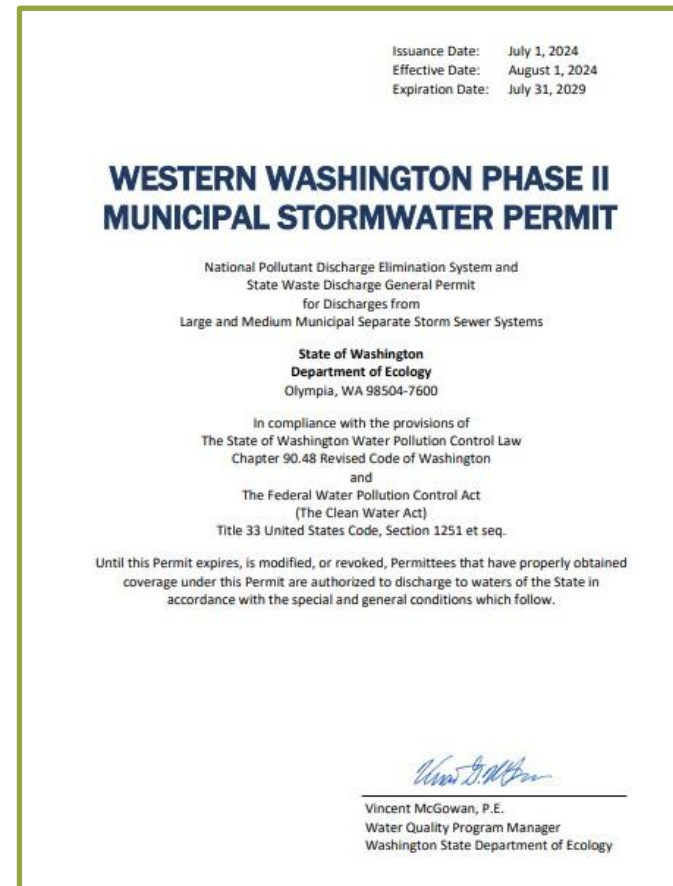 Issuance Date: July 1, 2024
Effective Date: August 1, 2024
Expiration Date: July 31, 2029
WESTERN WASHINGTON PHASE II
MUNICIPAL STORMWATER PERMIT
National Pollutant Discharge Elimination System and
State Waste Discharge General Permit
for Discharges from
Large and Medium Municipal Separate Storm Sewer Systems
State of Washington
Department of Ecology
Olympia, WA 98504-7600
In compliance with the provisions of
The State of Washington Water Pollution Control Law
Chapter 90.48 Revised Code of Washington
and
The Federal Water Pollution Control Act
(The Clean Water Act)
Title 33 United States Code, Section 1251 et seq.
Until this Permit expires, is modified, or revoked, Permittees that have properly obtained
coverage under this Permit are authorized to discharge to waters of the State in
accordance with the special and general conditions which follow.
Vincent McGowan, P.E.
Water Quality Program Manager
Washington State Department of Ecology